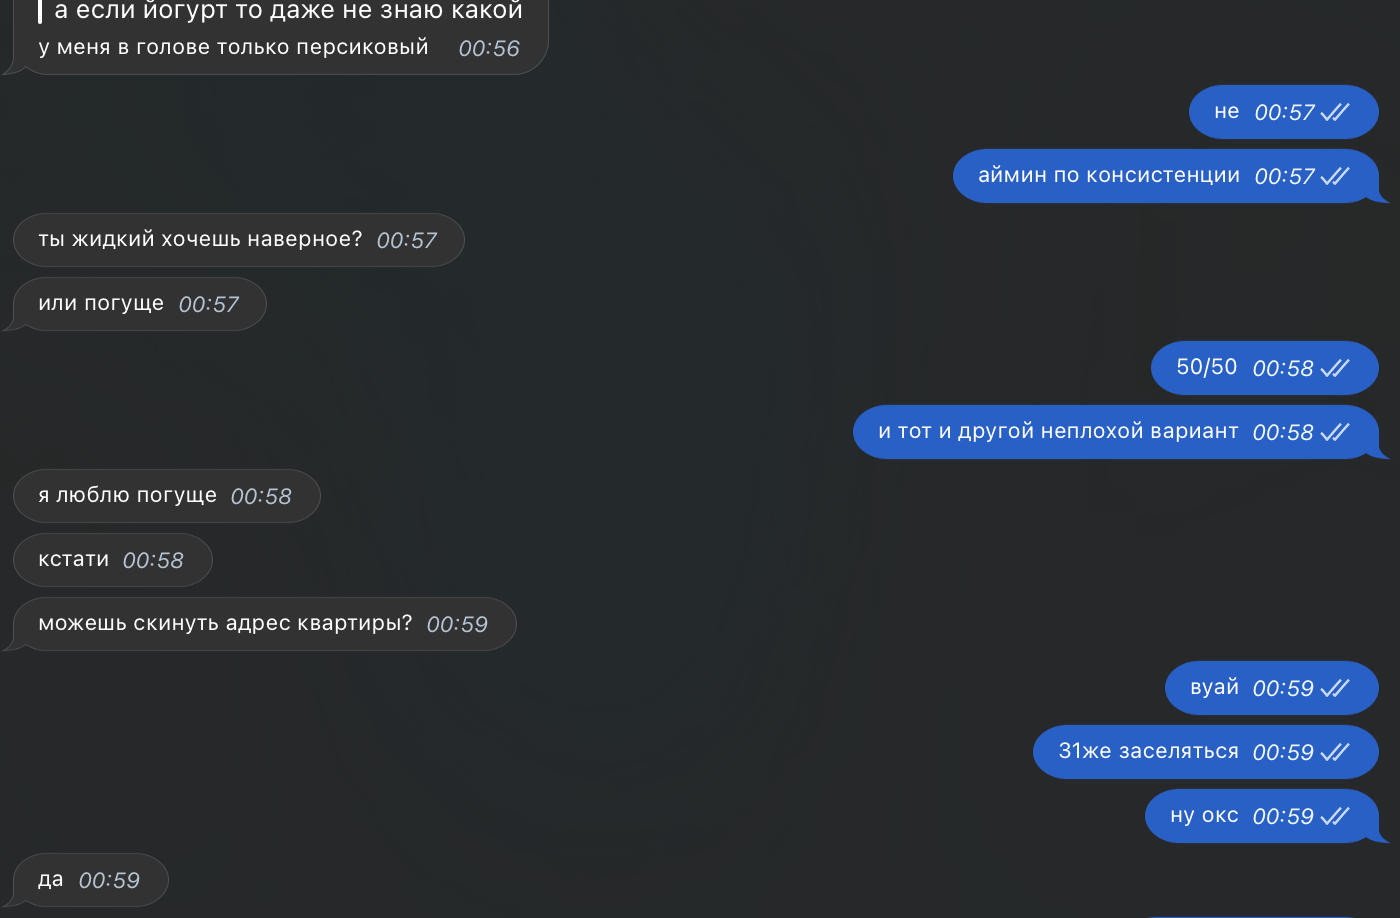 а если йогурт то даже не знаю какой
у меня в голове только персиковый 00:56
не 00:57
аймин по консистенции 00:57
ты жидкий хочешь наверное? 00:57
или погуще 00:57
50/50 00:58
и тот и другой неплохой вариант 00:58
я люблю погуще 00:58
кстати 00:58
можешь скинуть адрес квартиры? 00:59
вуай 00:59
31же заселяться 00:59
ну окс 00:59
да 00:59